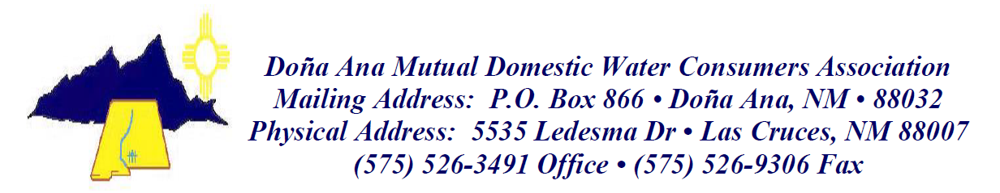 Doña Ana Mutual Domestic Water Consumers Association
Mailing Address: P.O. Box 866 • Doña Ana, NM • 88032
Physical Address: 5535 Ledesma Dr • Las Cruces, NM 88007
(575) 526-3491 Office • (575) 526-9306 Fax